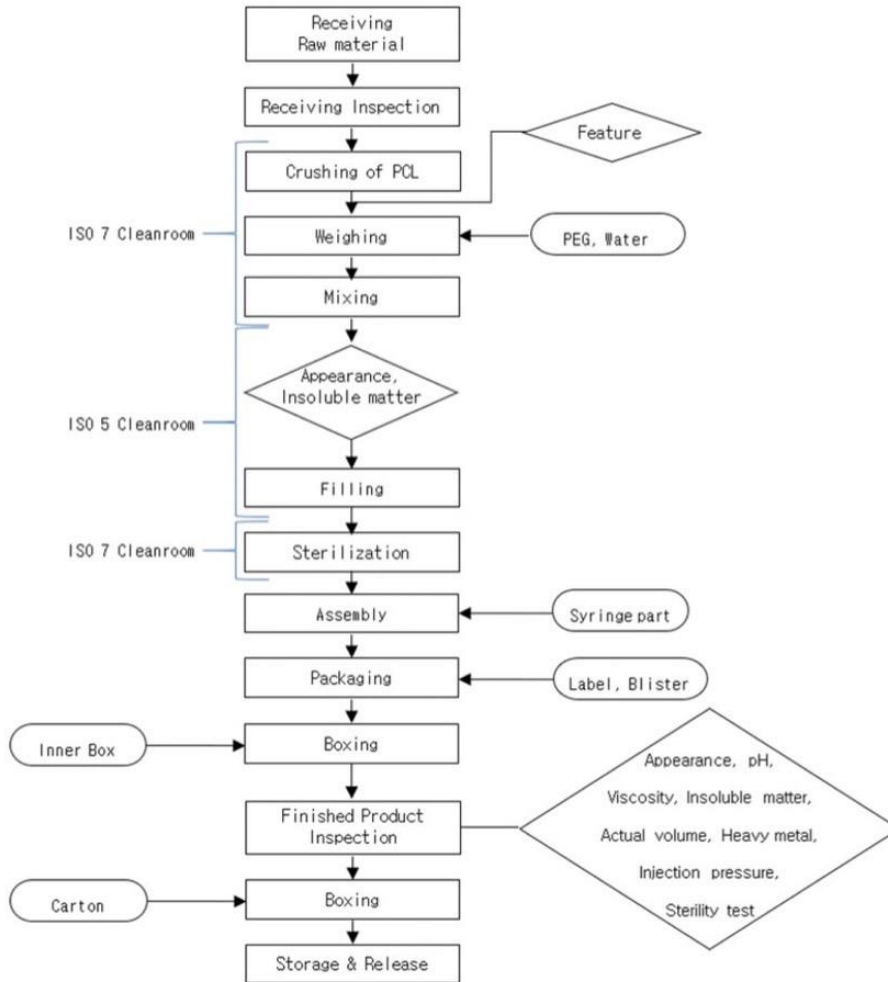 Receiving
Raw material
Receiving Inspection
Feature
Crushing of PCL
ISO 7 Cleanroom
Weighing
PEG, Water
Mixing
Appearance,
Insoluble matter
ISO 5 Cleanroom
Filling
ISO 7 Cleanroom
Sterilization
Assembly
Syringe part
Packaging
Label, Blister
Inner Box
Boxing
Appearance, pH,
Viscosity, Insoluble matter,
Actual volume, Heavy metal,
Injection pressure,
Sterility test
Finished Product
Inspection
Carton
Boxing
Storage & Release